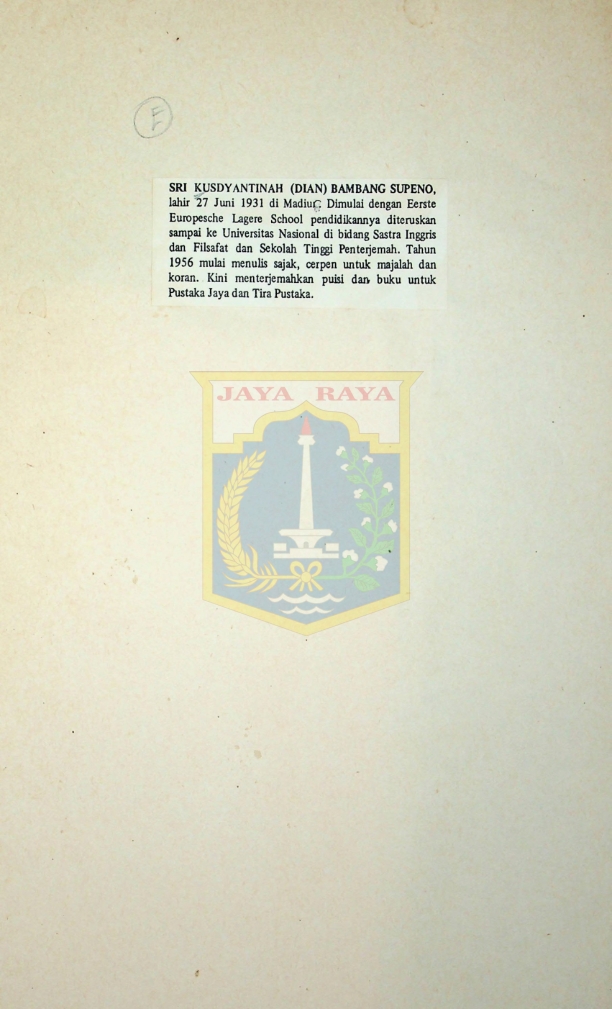 E
SRI KUSDYANTINAH (DIAN) BAMBANG SUPENO,
lahir 27 Juni 1931 di Madiun. Dimulai dengan Eerste
Europesche Lagere School pendidikannya diteruskan
sampai ke Universitas Nasional di bidang Sastra Inggris
dan Filsafat dan Sekolah Tinggi Penterjemah. Tahun
1956 mulai menulis sajak, cerpen untuk majalah dan
koran. Kini menterjemahkan puisi dan buku untuk
Pustaka Jaya dan Tira Pustaka.
JAYA RAYA